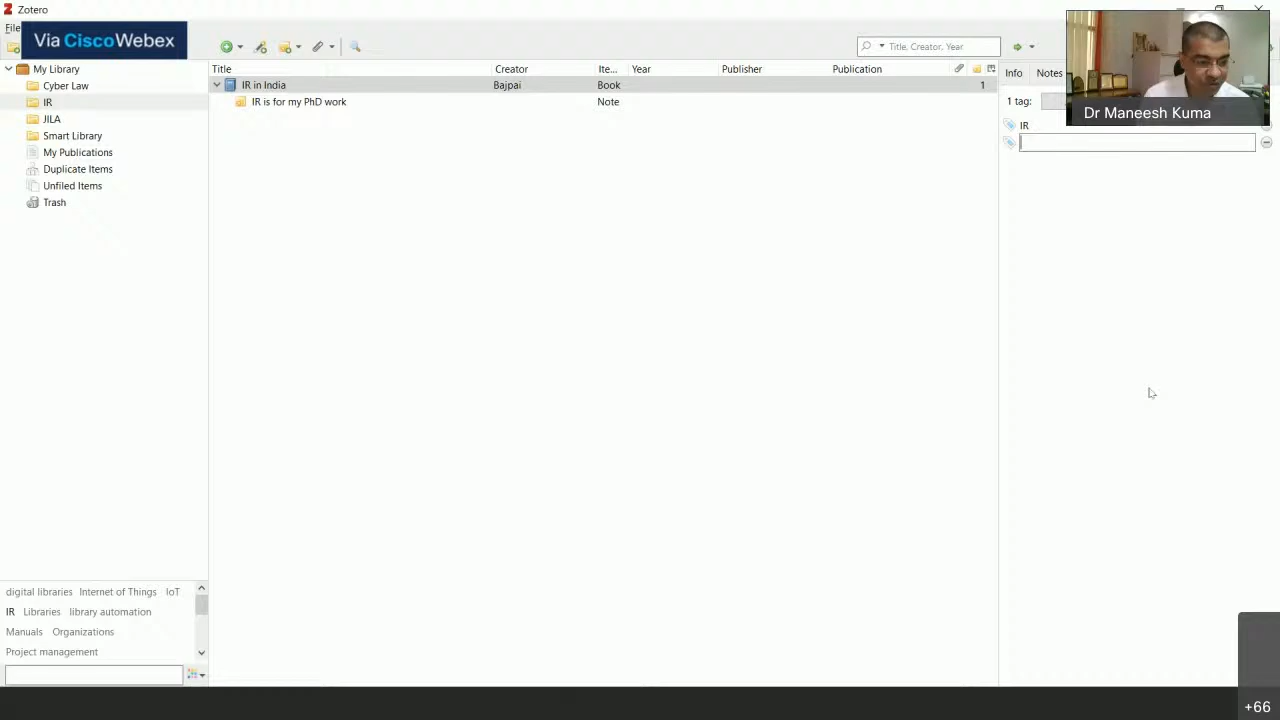 Zotero
File
Via CiscoWebex
Title, Creator, Year
My Library
Cyber Law
IR
JILA
Smart Library
My Publications
Duplicate Items
Unfiled Items
Trash
Title Creator Ite... Year Publisher Publication
IR in India Bajpai Book 1
IR is for my PhD work Note
Info Notes
1 tag:
IR
Dr Maneesh Kuma
digital libraries Internet of Things IoT
IR Libraries library automation
Manuals Organizations
Project management
+66